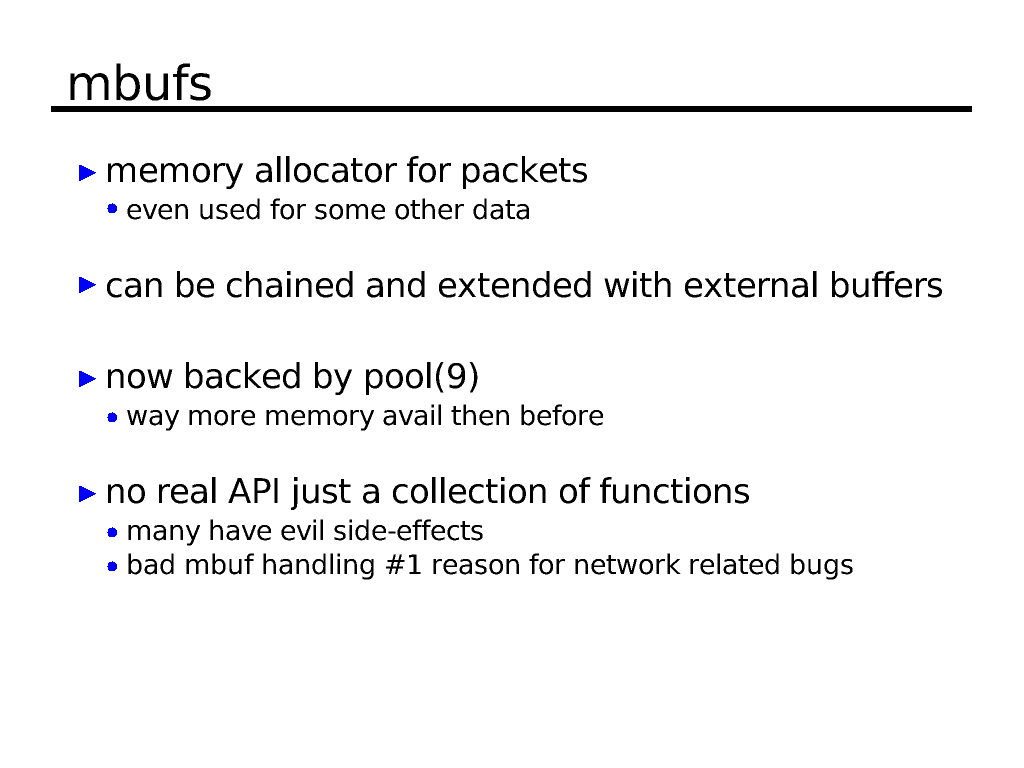 mbufs
memory allocator for packets
even used for some other data
can be chained and extended with external buffers
now backed by pool(9)
way more memory avail then before
no real API just a collection of functions
many have evil side-effects
bad mbuf handling #1 reason for network related bugs